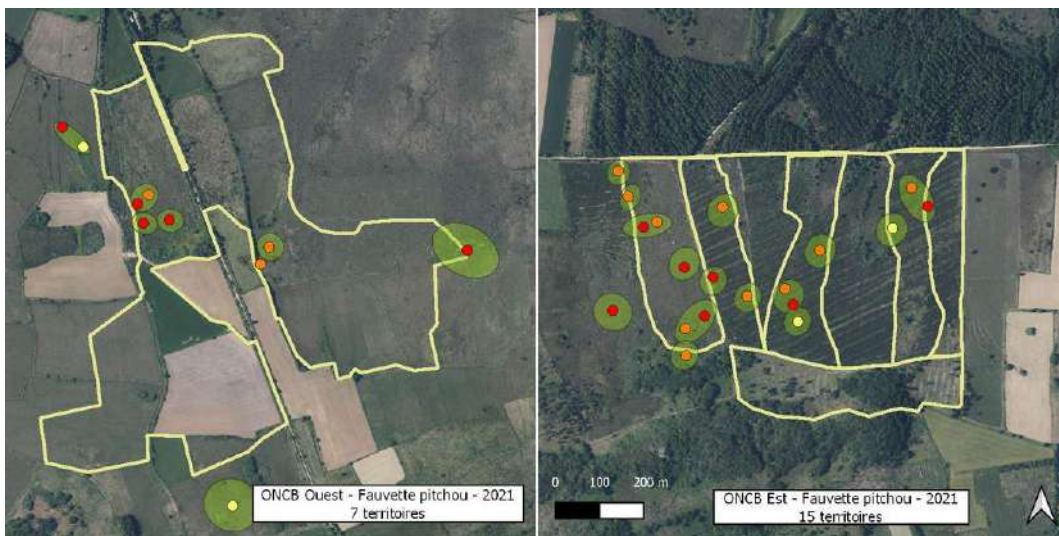 ONCB Ouest - Fauvette pitchou - 2021
7 territoires
0 100 200 m
ONCB Est - Fauvette pitchou - 2021
15 territoires